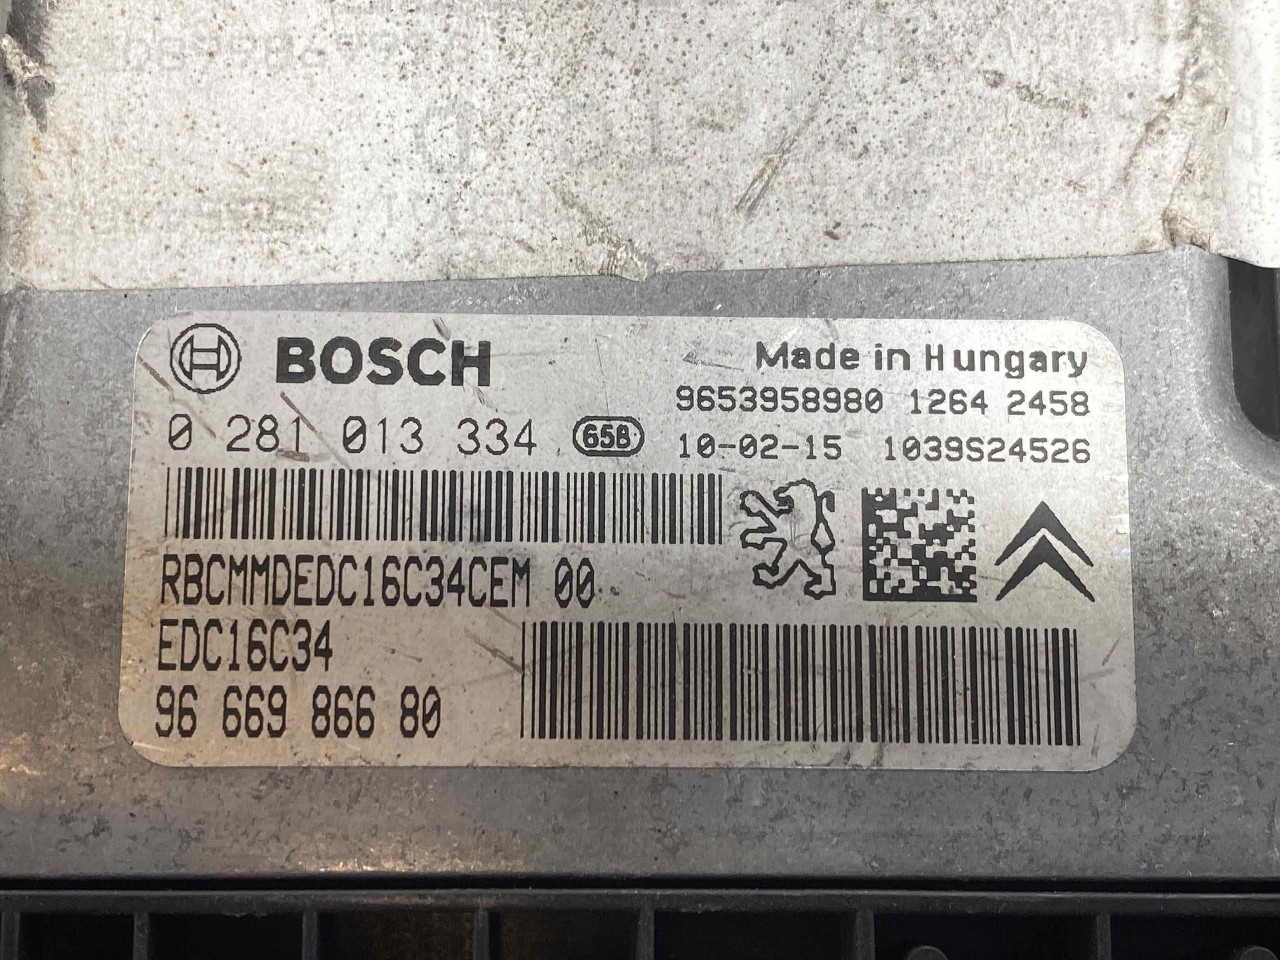 BOSCH
Made in Hungary
9653958980 1264 2458
0 281 013 334 65B
10-02-15 1039S24526
RBCMMDEDC16C34CEM 00
EDC16C34
96 669 866 80